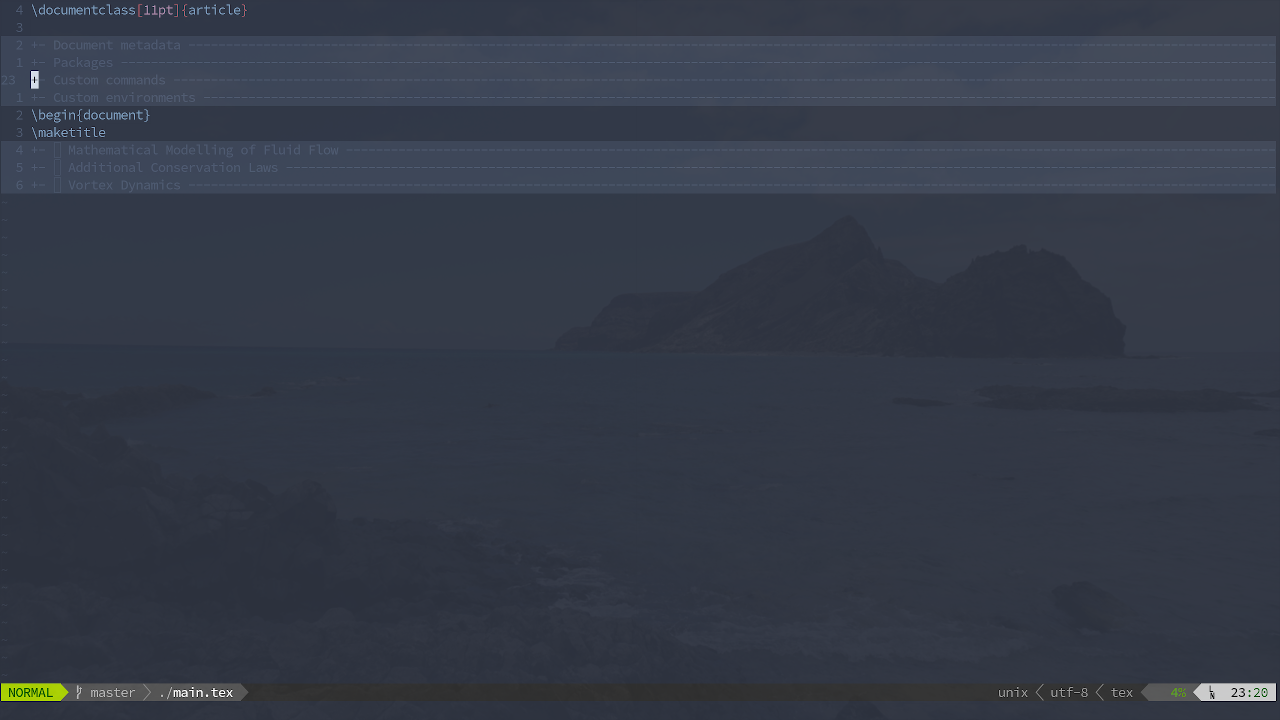 4 \documentclass[11pt]{article}
3
2 +- Document metadata
1 +- Packages
23 +- Custom commands
1 +- Custom environments
2 \begin{document}
3 \maketitle
4 +- Mathematical Modelling of Fluid Flow
5 +- Additional Conservation Laws
6 +- Vortex Dynamics
NORMAL master ./main.tex unix utf-8 tex 4% 23:20